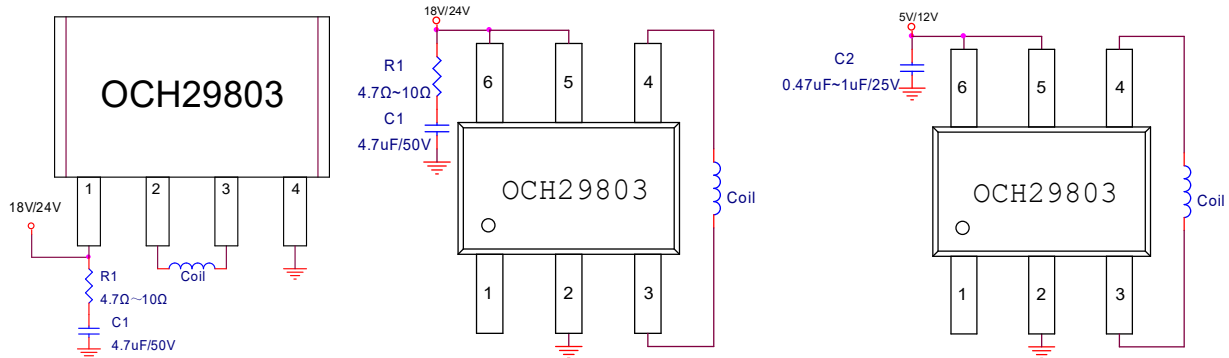 OCH29803
1
2
3
4
18V/24V
Coil
R1
4.7Ω～10Ω
C1
4.7uF/50V
18V/24V
R1
4.7Ω~10Ω
C1
4.7uF/50V
6
5
4
OCH29803
Coil
1
2
3
5V/12V
C2
0.47uF~1uF/25V
6
5
4
OCH29803
Coil
1
2
3